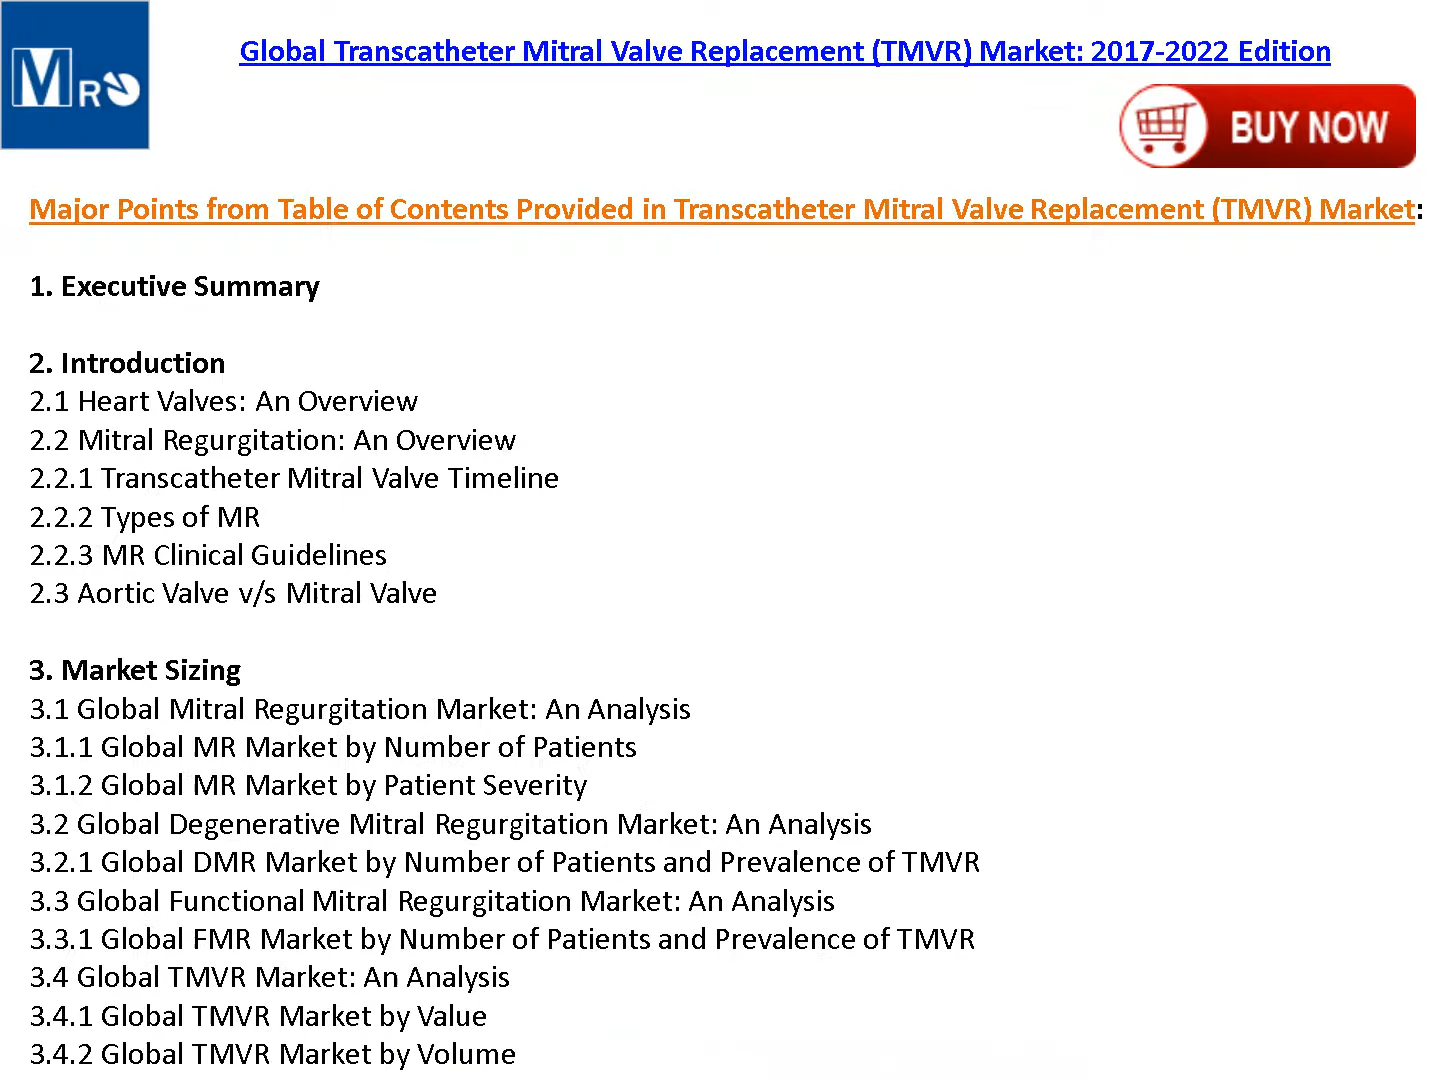 MRO
Global Transcatheter Mitral Valve Replacement (TMVR) Market: 2017-2022 Edition
BUY NOW
Major Points from Table of Contents Provided in Transcatheter Mitral Valve Replacement (TMVR) Market:
1. Executive Summary
2. Introduction
2.1 Heart Valves: An Overview
2.2 Mitral Regurgitation: An Overview
2.2.1 Transcatheter Mitral Valve Timeline
2.2.2 Types of MR
2.2.3 MR Clinical Guidelines
2.3 Aortic Valve v/s Mitral Valve
3. Market Sizing
3.1 Global Mitral Regurgitation Market: An Analysis
3.1.1 Global MR Market by Number of Patients
3.1.2 Global MR Market by Patient Severity
3.2 Global Degenerative Mitral Regurgitation Market: An Analysis
3.2.1 Global DMR Market by Number of Patients and Prevalence of TMVR
3.3 Global Functional Mitral Regurgitation Market: An Analysis
3.3.1 Global FMR Market by Number of Patients and Prevalence of TMVR
3.4 Global TMVR Market: An Analysis
3.4.1 Global TMVR Market by Value
3.4.2 Global TMVR Market by Volume